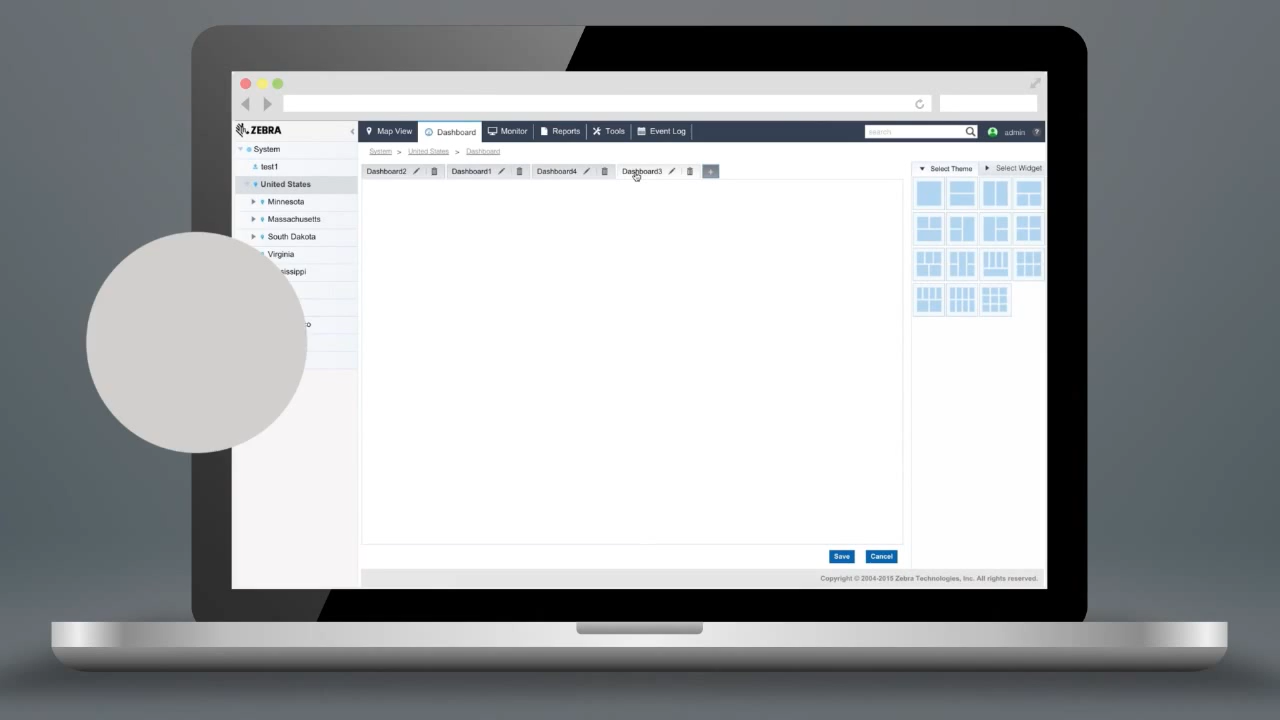 ZEBRA
Map View
Dashboard
Monitor
Reports
Tools
Event Log
search
admin
?
System
test1
United States
Minnesota
Massachusetts
South Dakota
Virginia
sissippi
co
System > United States > Dashboard
Dashboard2
Dashboard1
Dashboard4
Dashboard3
+
Select Theme
Select Widget
Save
Cancel
Copyright © 2004-2015 Zebra Technologies, Inc. All rights reserved.